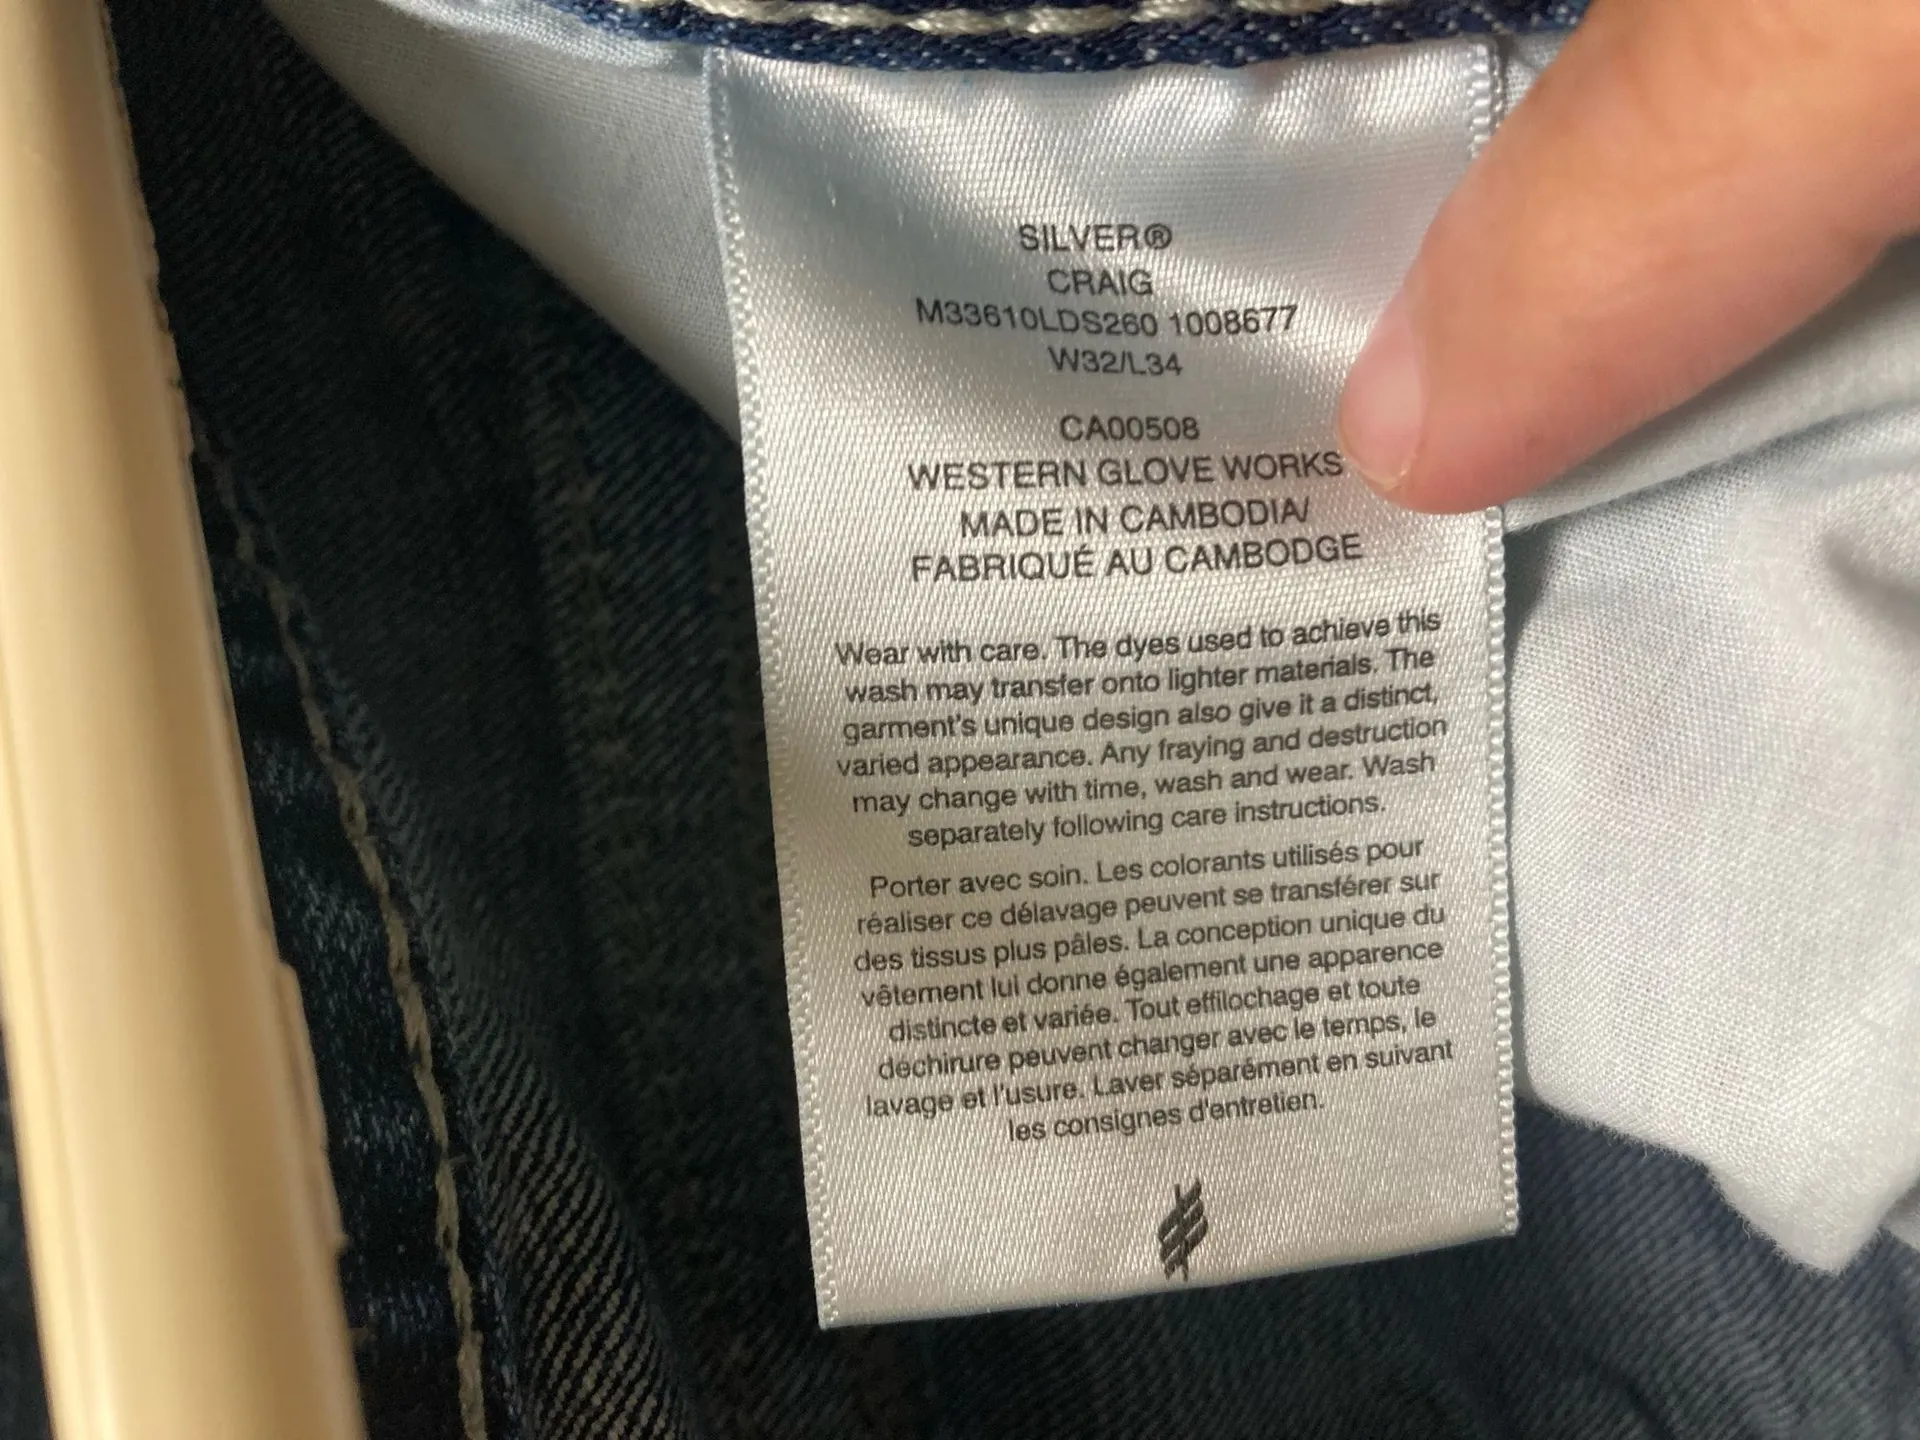 SILVER®
CRAIG
M33610LDS260 1008677
W32/L34
CA00508
WESTERN GLOVE WORKS
MADE IN CAMBODIA/
FABRIQUÉ AU CAMBODGE
Wear with care. The dyes used to achieve this
wash may transfer onto lighter materials. The
garment's unique design also give it a distinct,
varied appearance. Any fraying and destruction
may change with time, wash and wear. Wash
separately following care instructions.
Porter avec soin. Les colorants utilisés pour
réaliser ce délavage peuvent se transférer sur
des tissus plus pâles. La conception unique du
vêtement lui donne également une apparence
distincte et variée. Tout effilochage et toute
dechirure peuvent changer avec le temps, le
lavage et l'usure. Laver séparément en suivant
les consignes d'entretien.